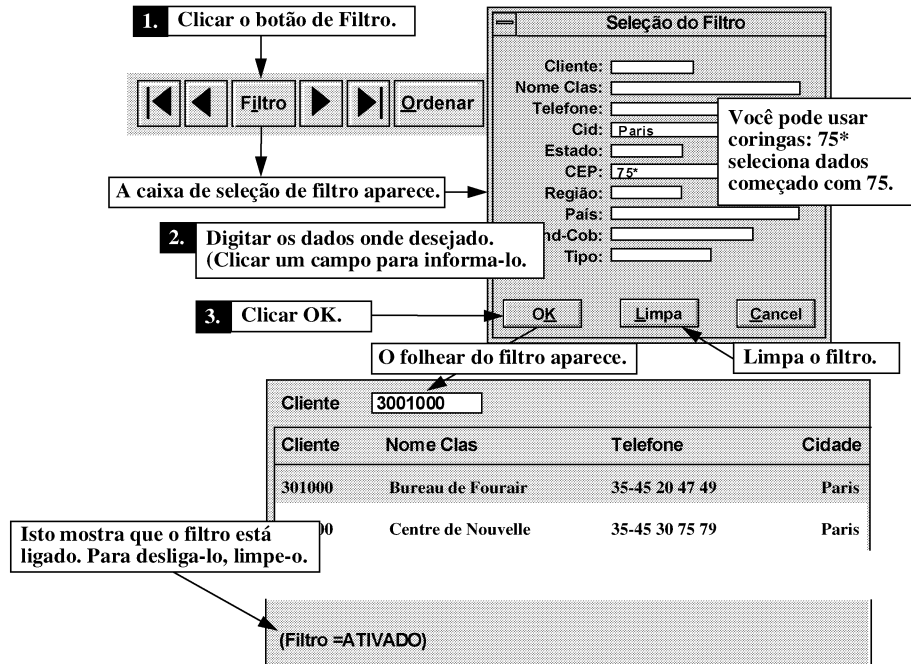 1. Clicar o botão de Filtro.
Filtro
Ordenar
A caixa de seleção de filtro aparece.
Seleção do Filtro
Cliente:
Nome Clas:
Telefone:
Cid: Paris
Estado:
CEP: 75*
Região:
País:
nd-Cob:
Tipo:
OK
Limpa
Cancel
Você pode usar
coringas: 75*
seleciona dados
começado com 75.
2. Digitar os dados onde desejado.
(Clicar um campo para informa-lo.
3. Clicar OK.
O folhear do filtro aparece.
Limpa o filtro.
Cliente 3001000
Cliente Nome Clas Telefone Cidade
301000 Bureau de Fourair 35-45 20 47 49 Paris
00 Centre de Nouvelle 35-45 30 75 79 Paris
Isto mostra que o filtro está
ligado. Para desliga-lo, limpe-o.
(Filtro =ATIVADO)